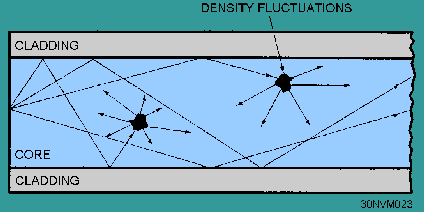 DENSITY FLUCTUATIONS
CLADDING
CORE
CLADDING
30NVM023